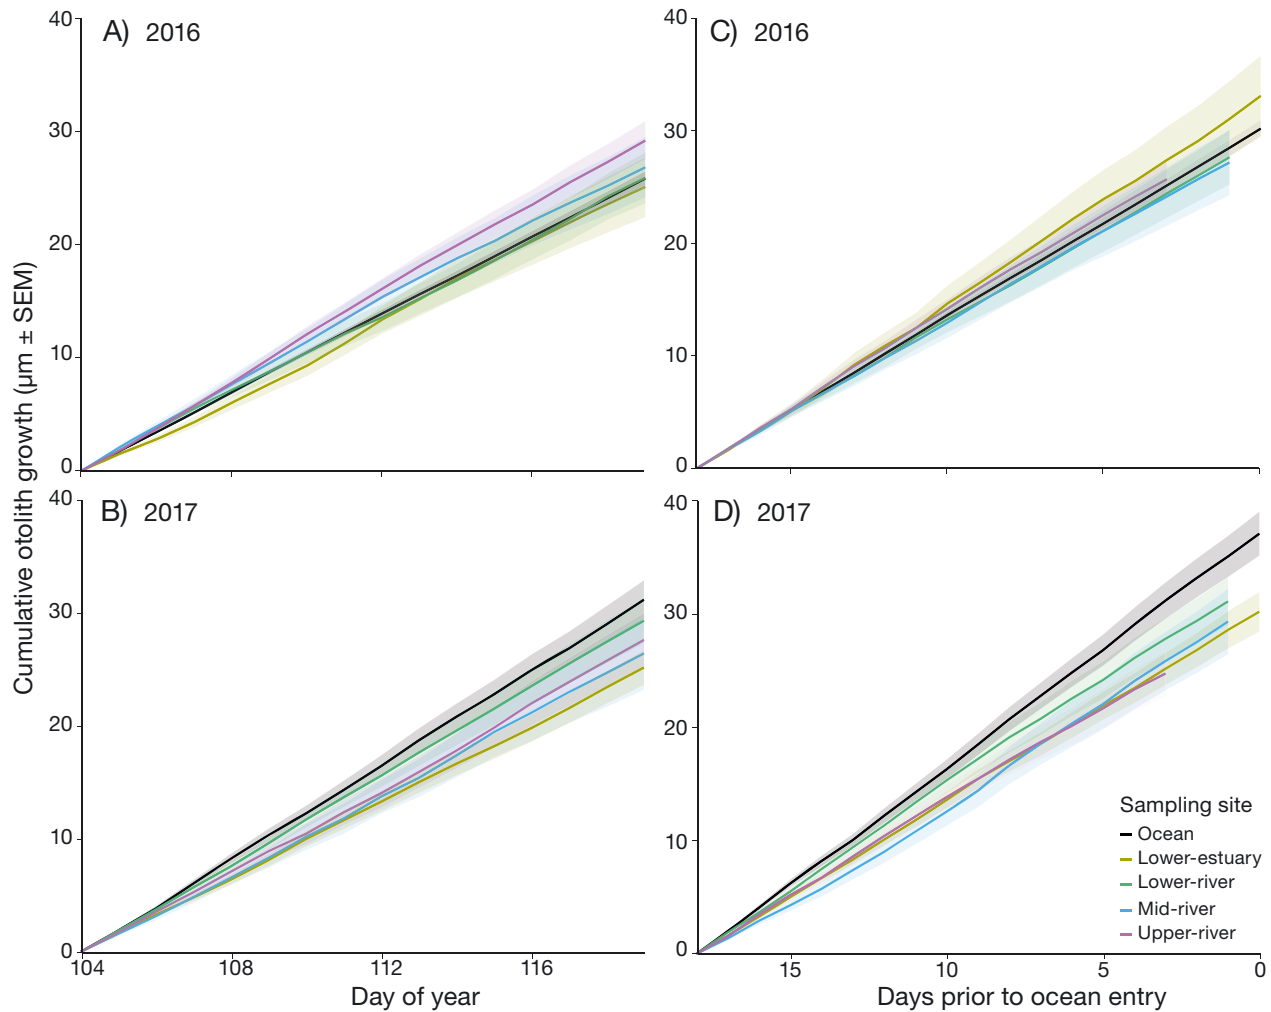 A) 2016
40
30
20
10
0
C) 2016
40
30
20
10
0
Cumulative otolith growth (µm ± SEM)
B) 2017
40
30
20
10
0
104 108 112 116
Day of year
D) 2017
40
30
20
10
0
15 10 5 0
Days prior to ocean entry
Sampling site
Ocean
Lower-estuary
Lower-river
Mid-river
Upper-river